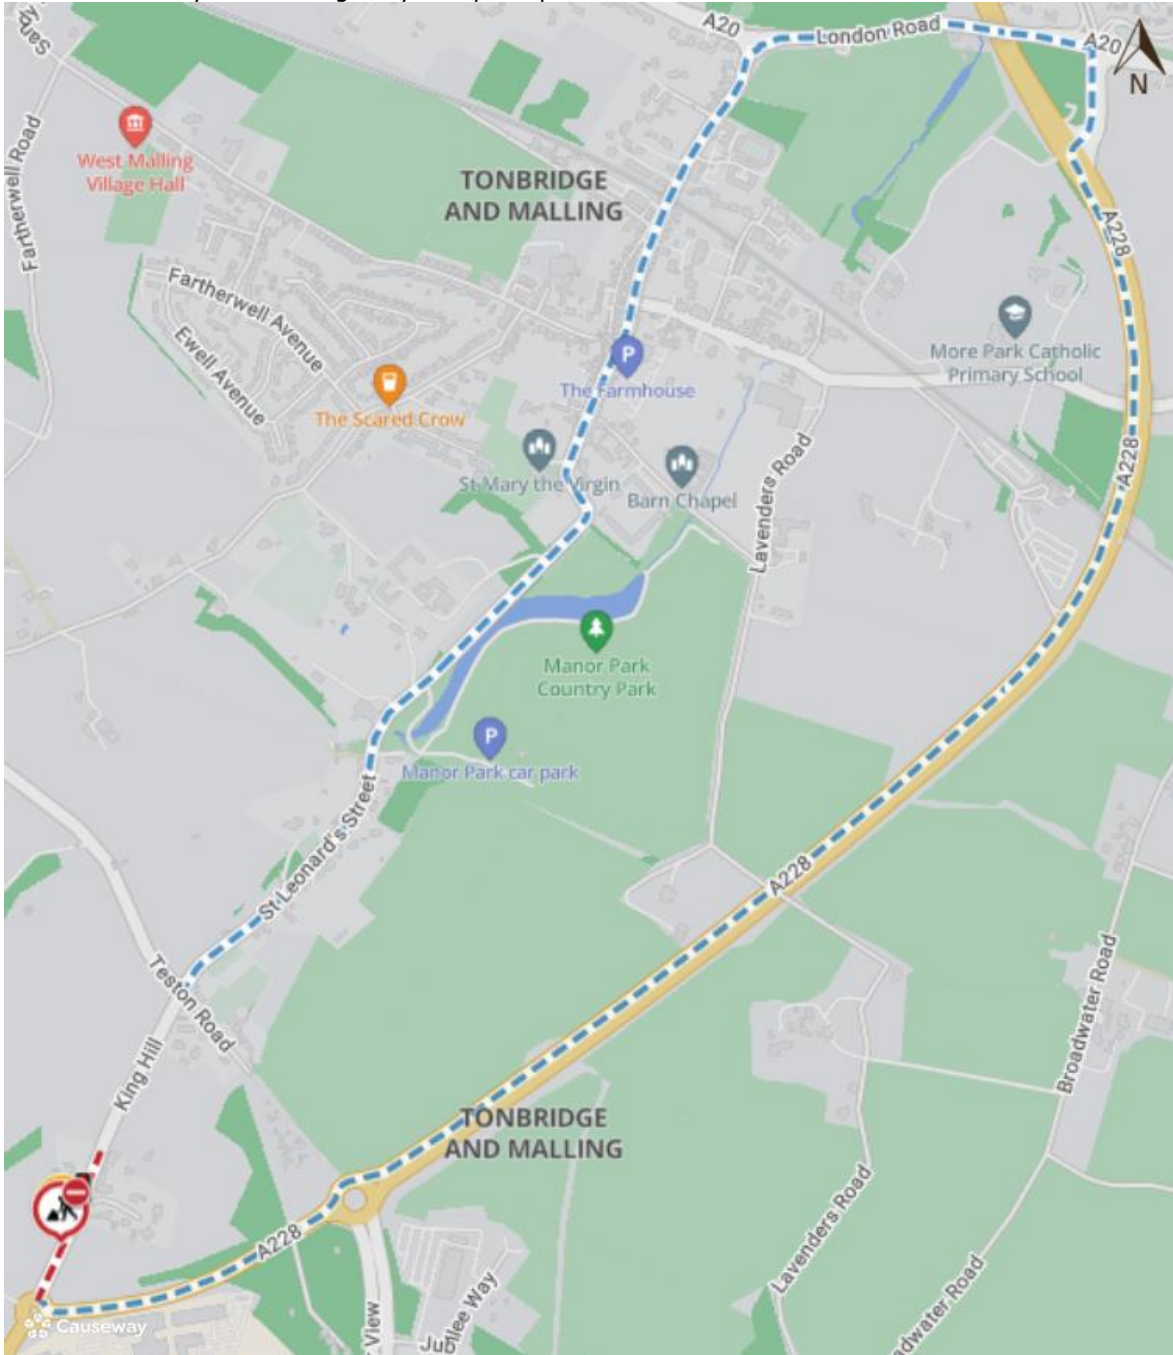 A20
London Road
A20
N
Sandy
West Malling
Village Hall
Fartherwell Road
TONBRIDGE
AND MALLING
A228
Fartherwell Avenue
Ewell Avenue
More Park Catholic
Primary School
The Farmhouse
The Scared Crow
A228
St Mary the Virgin
Barn Chapel
Lavenders Road
Manor Park
Country Park
Manor Park car park
St Leonard's Street
A228
Teston Road
Broadwater Road
King Hill
TONBRIDGE
AND MALLING
A228
Lavenders Road
Jubilee Way
View
adwater Road
Causeway